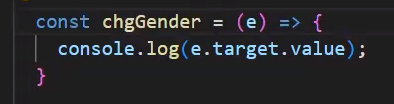 const chgGender = (e) => {
  console.log(e.target.value);
}